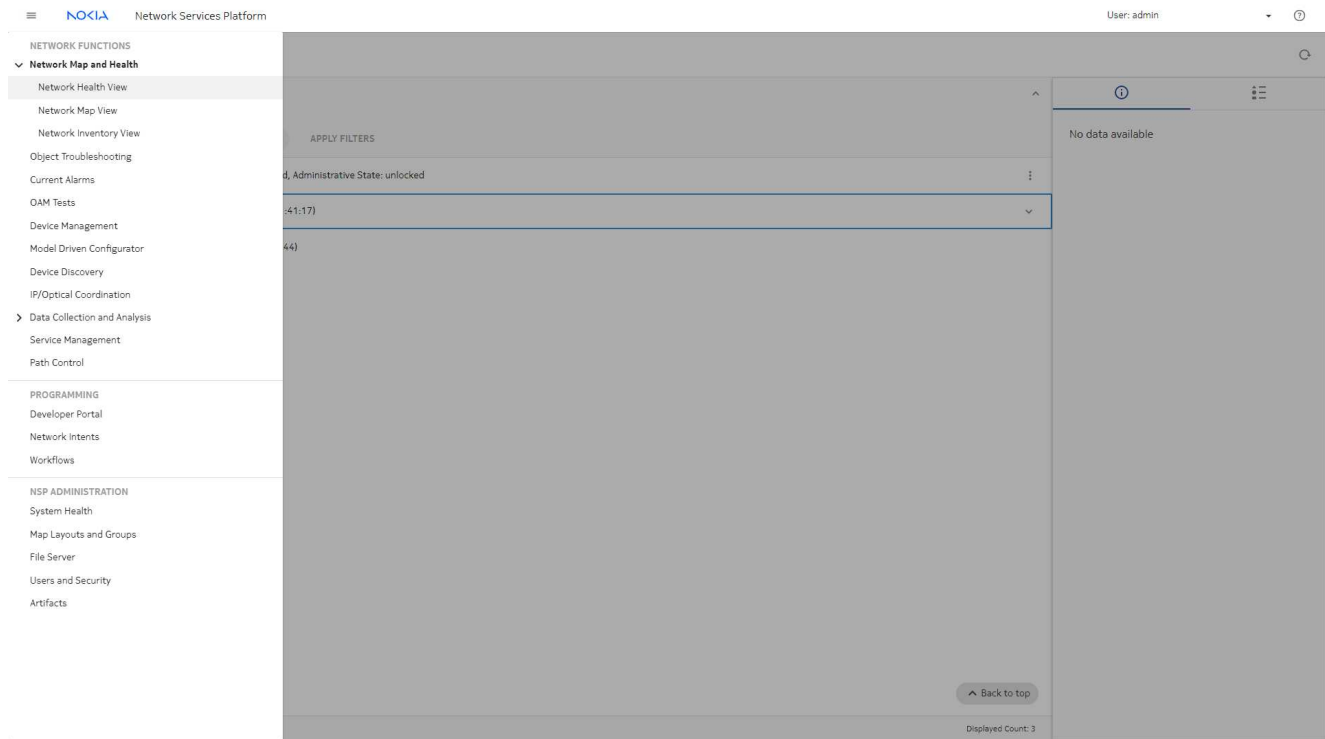 NOKIA Network Services Platform User: admin
NETWORK FUNCTIONS
Network Map and Health
Network Health View
Network Map View
Network Inventory View
Object Troubleshooting
Current Alarms
OAM Tests
Device Management
Model Driven Configurator
Device Discovery
IP/Optical Coordination
Data Collection and Analysis
Service Management
Path Control
PROGRAMMING
Developer Portal
Network Intents
Workflows
NSP ADMINISTRATION
System Health
Map Layouts and Groups
File Server
Users and Security
Artifacts
APPLY FILTERS
d, Administrative State: unlocked
:41:17)
44)
Back to top
Displayed Count: 3
No data available